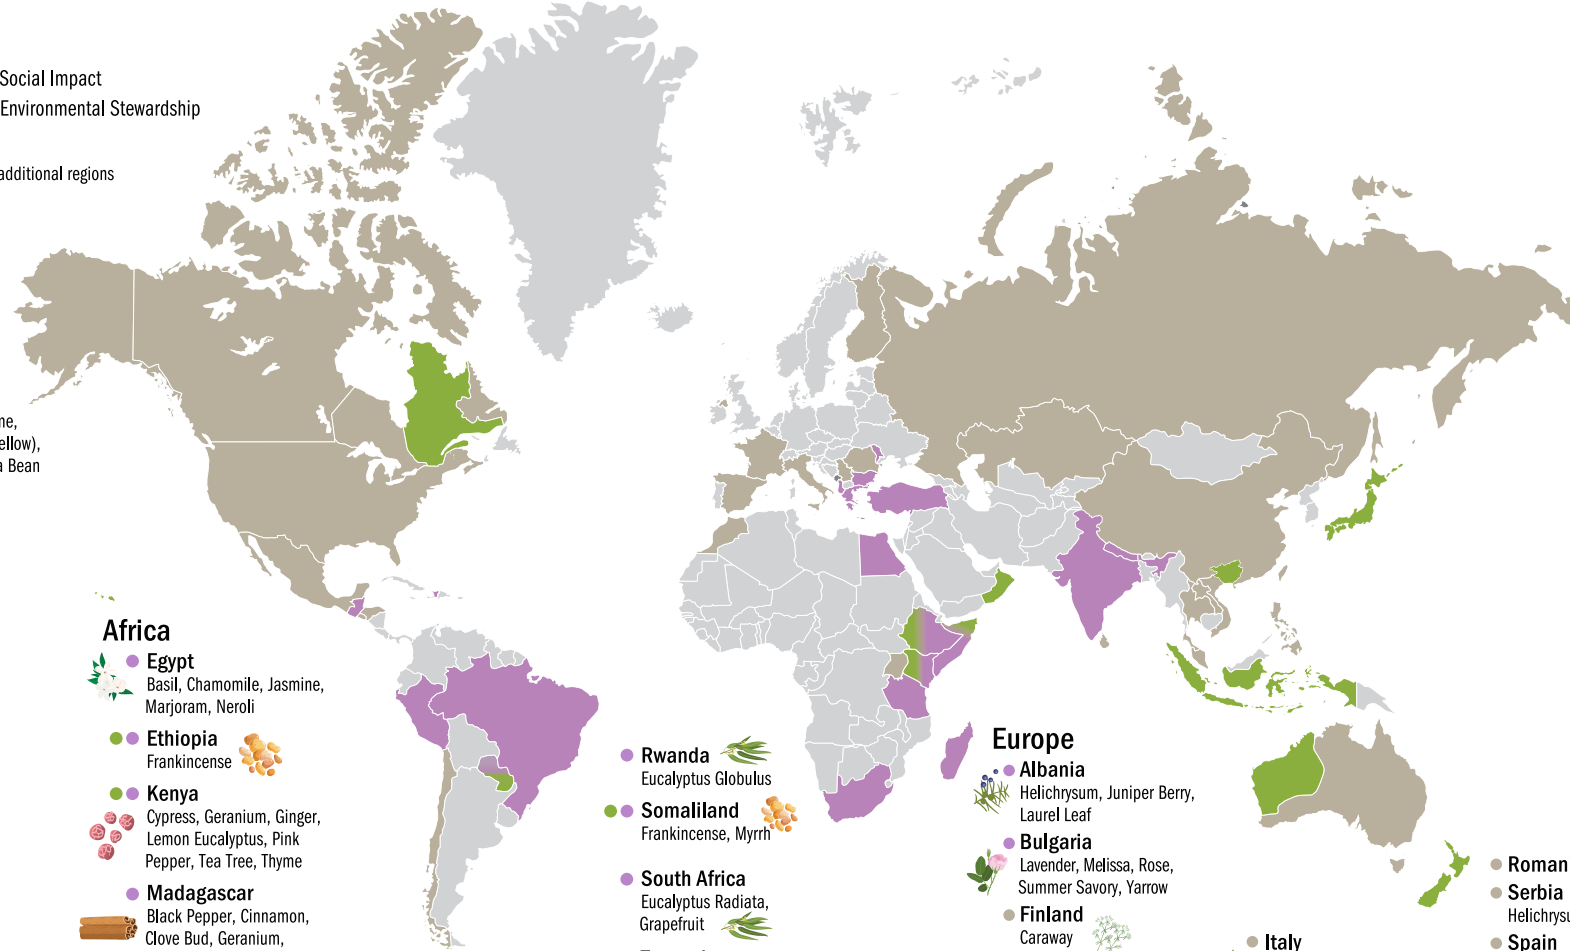 Social Impact
Environmental Stewardship
additional regions
Bean
Africa
Egypt
Basil, Chamomile, Jasmine,
Marjoram, Neroli
Ethiopia
Frankincense
Kenya
Cypress, Geranium, Ginger,
Lemon Eucalyptus, Pink
Pepper, Tea Tree, Thyme
Madagascar
Black Pepper, Cinnamon,
Clove Bud, Geranium,
Rwanda
Eucalyptus Globulus
Somaliland
Frankincense, Myrrh
South Africa
Eucalyptus Radiata,
Grapefruit
Europe
Albania
Helichrysum, Juniper Berry,
Laurel Leaf
Bulgaria
Lavender, Melissa, Rose,
Summer Savory, Yarrow
Finland
Caraway
Italy
Roman
Serbia
Helichrysu
Spain